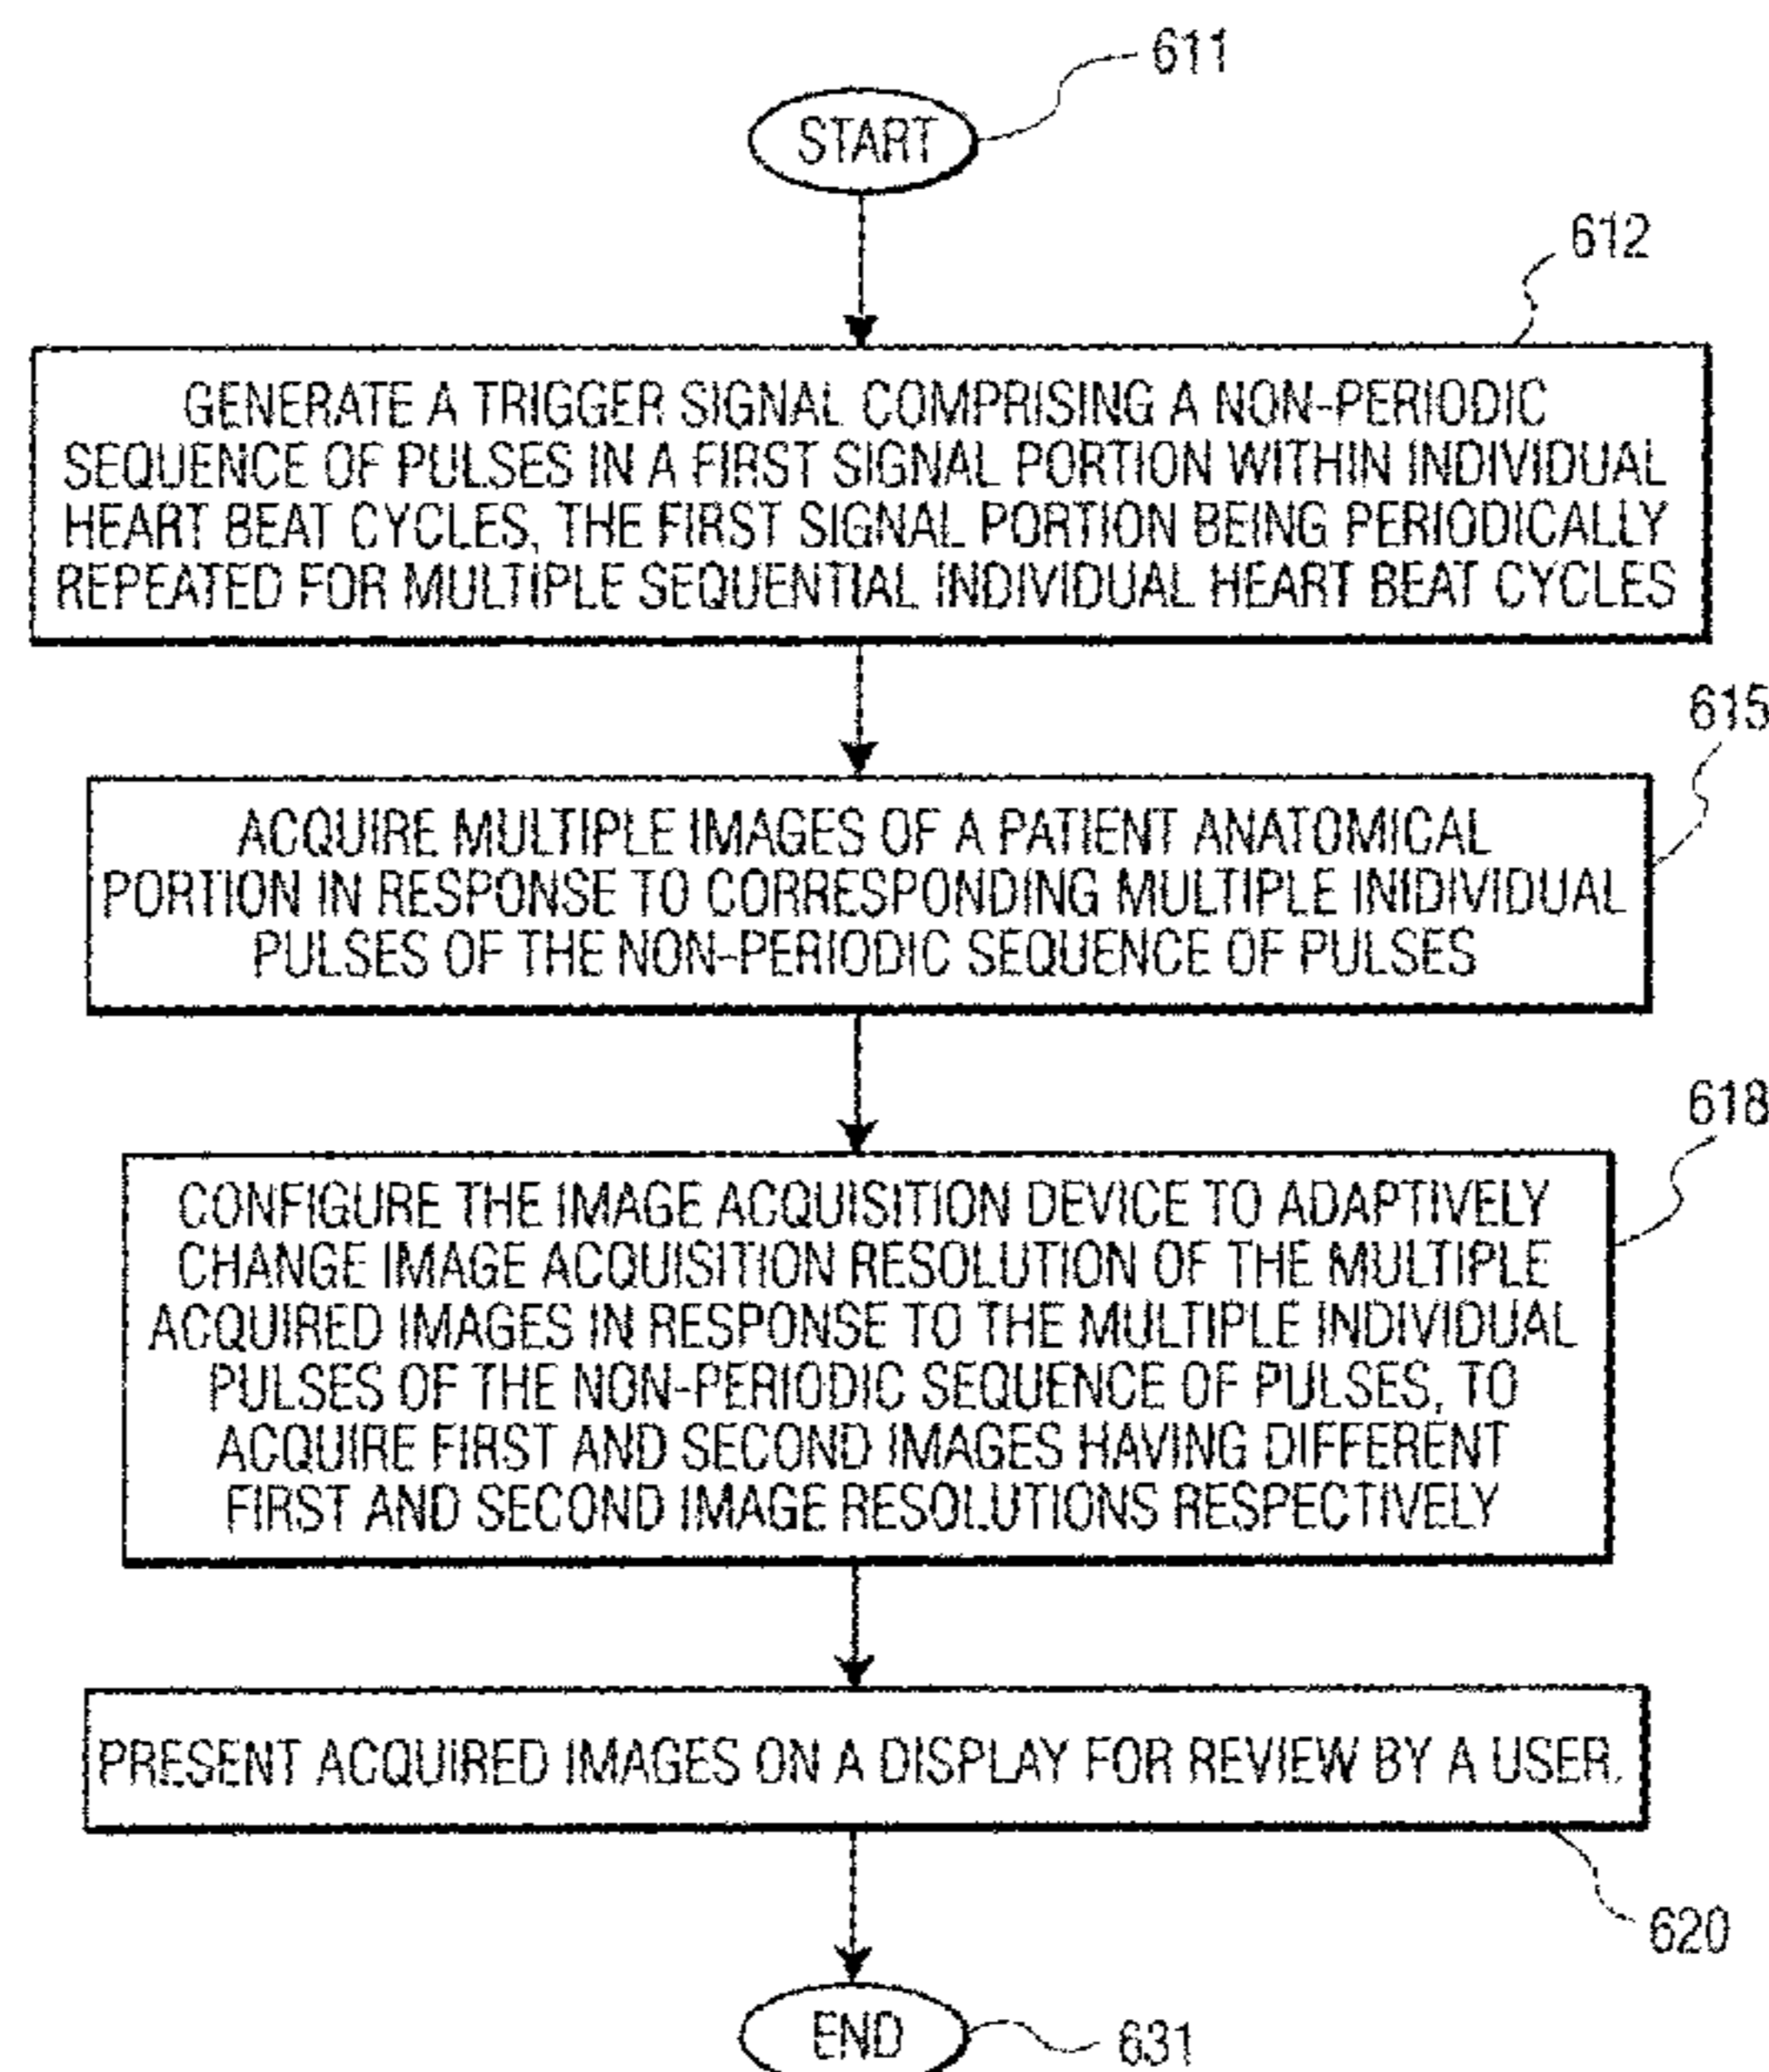 611
START
612
GENERATE A TRIGGER SIGNAL COMPRISING A NON-PERIODIC
SEQUENCE OF PULSES IN A FIRST SIGNAL PORTION WITHIN INDIVIDUAL
HEART BEAT CYCLES, THE FIRST SIGNAL PORTION BEING PERIODICALLY
REPEATED FOR MULTIPLE SEQUENTIAL INDIVIDUAL HEART BEAT CYCLES
615
ACQUIRE MULTIPLE IMAGES OF A PATIENT ANATOMICAL
PORTION IN RESPONSE TO CORRESPONDING MULTIPLE INIDIVIDUAL
PULSES OF THE NON-PERIODIC SEQUENCE OF PULSES
618
CONFIGURE THE IMAGE ACQUISITION DEVICE TO ADAPTIVELY
CHANGE IMAGE ACQUISITION RESOLUTION OF THE MULTIPLE
ACQUIRED IMAGES IN RESPONSE TO THE MULTIPLE INDIVIDUAL
PULSES OF THE NON-PERIODIC SEQUENCE OF PULSES, TO
ACQUIRE FIRST AND SECOND IMAGES HAVING DIFFERENT
FIRST AND SECOND IMAGE RESOLUTIONS RESPECTIVELY
PRESENT ACQUIRED IMAGES ON A DISPLAY FOR REVIEW BY A USER.
620
END
631